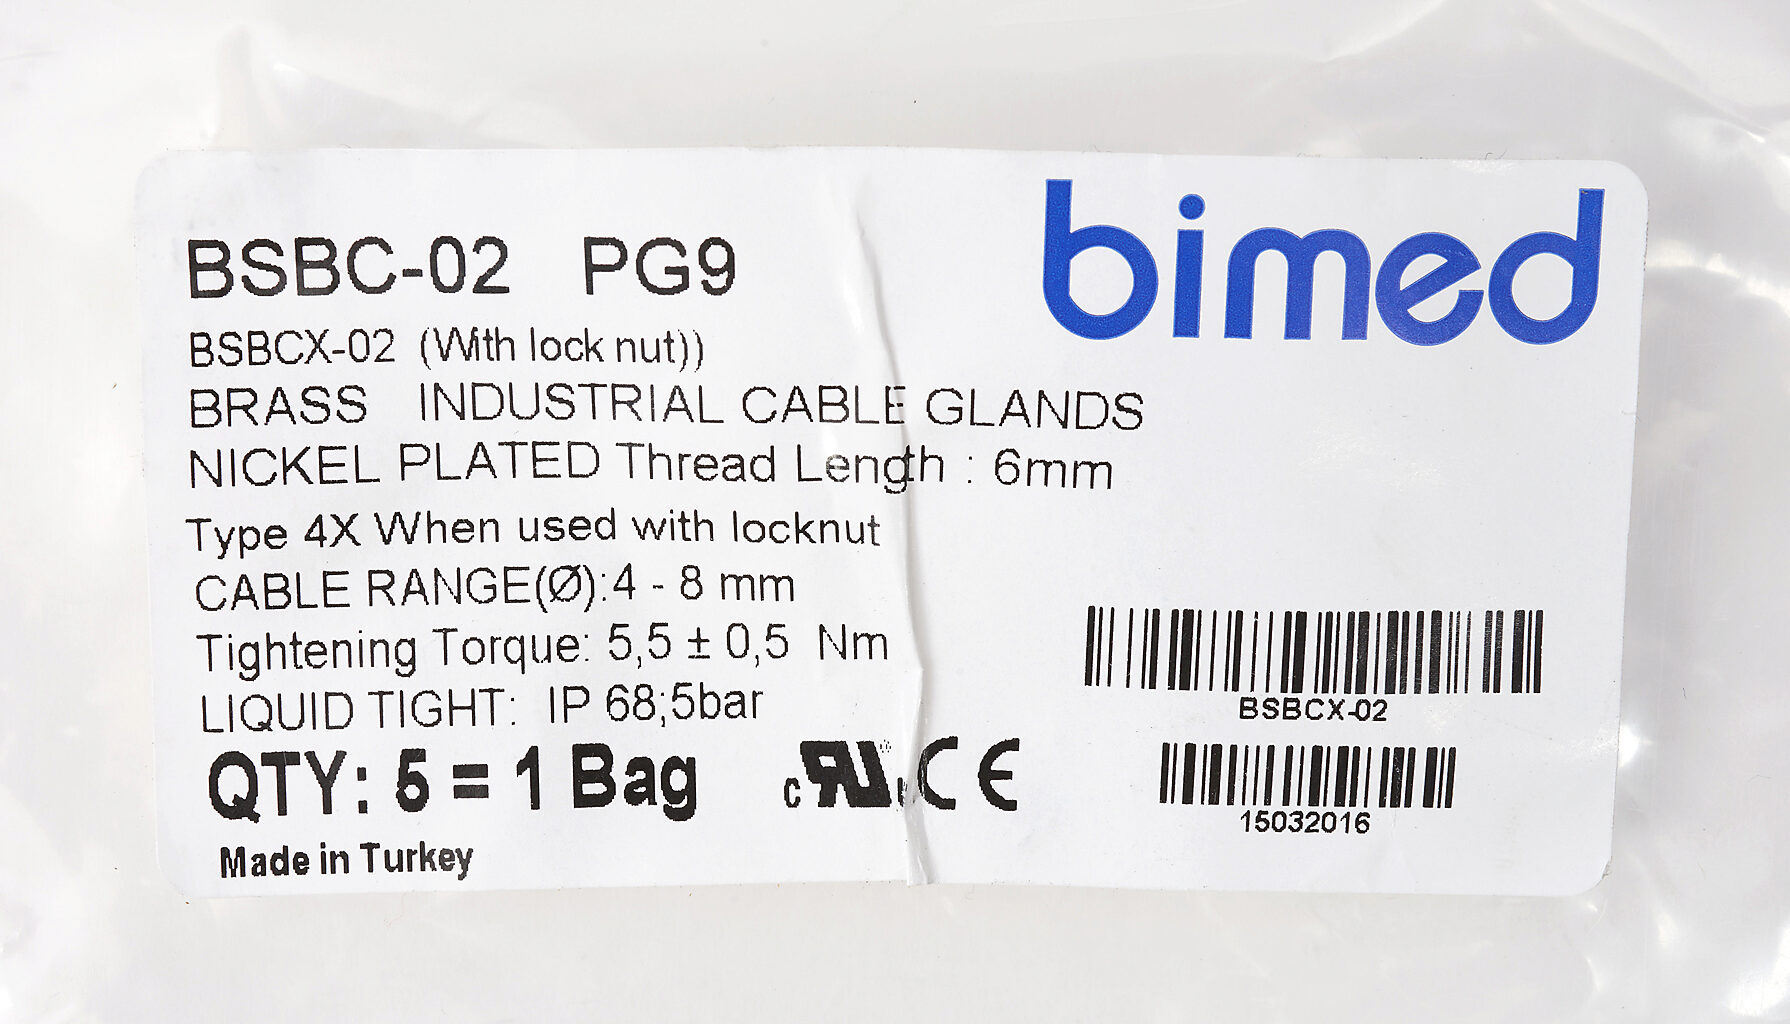 bimed
BSBC-02 PG9
BSBCX-02 (With lock nut))
BRASS INDUSTRIAL CABLE GLANDS
NICKEL PLATED Thread Length : 6mm
Type 4X When used with locknut
CABLE RANGE(Ø):4 - 8 mm
Tightening Torque: 5,5 ± 0,5 Nm
LIQUID TIGHT: IP 68;5bar
QTY: 5 = 1 Bag
Made in Turkey
CE
BSBCX-02
15032016